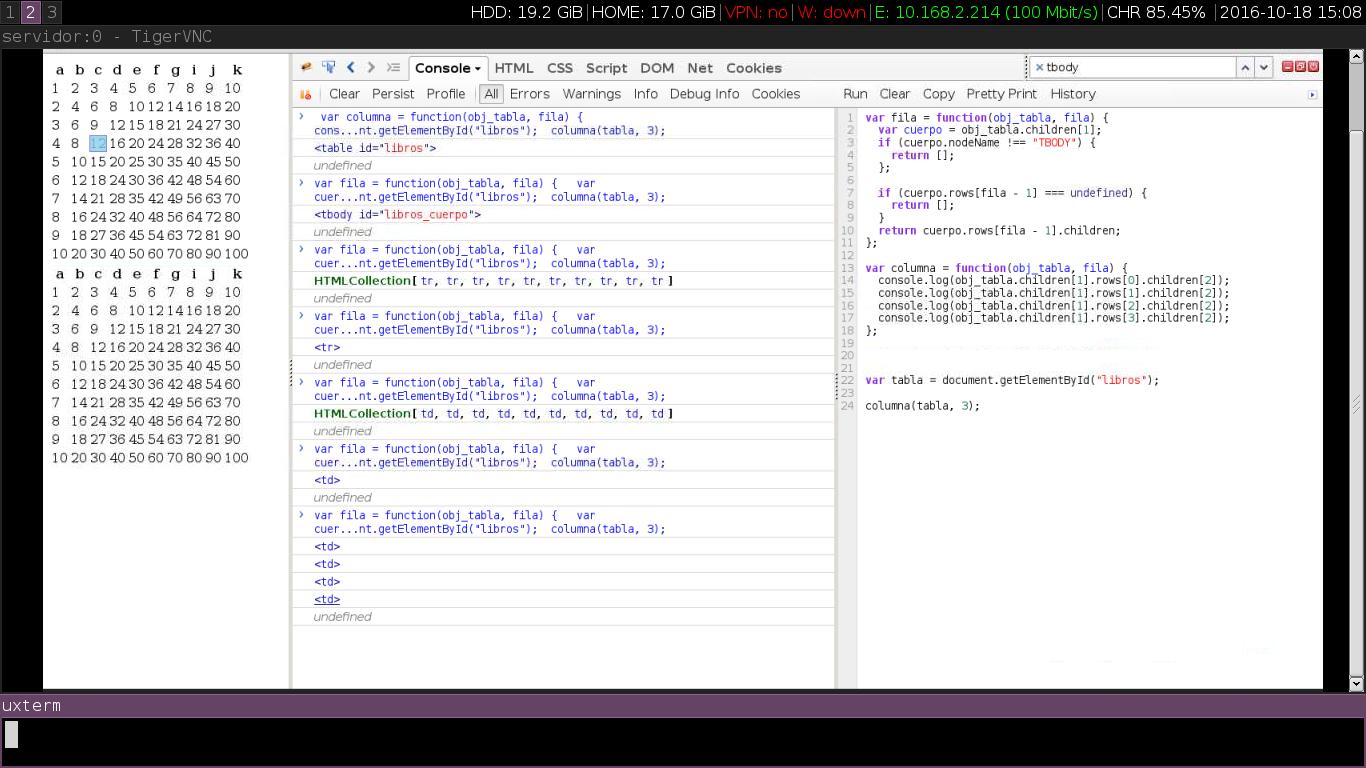 1 2 3 HDD: 19.2 GiB|HOME: 17.0 GiB|VPN: no|W: down|E: 10.168.2.214 (100 Mbit/s)|CHR 85.45% |2016-10-18 15:08
servidor:0 - TigerVNC
a b c d e f g i j k
1 2 3 4 5 6 7 8 9 10
2 4 6 8 10 12 14 16 18 20
3 6 9 12 15 18 21 24 27 30
4 8 12 16 20 24 28 32 36 40
5 10 15 20 25 30 35 40 45 50
6 12 18 24 30 36 42 48 54 60
7 14 21 28 35 42 49 56 63 70
8 16 24 32 40 48 56 64 72 80
9 18 27 36 45 54 63 72 81 90
10 20 30 40 50 60 70 80 90 100
a b c d e f g i j k
1 2 3 4 5 6 7 8 9 10
2 4 6 8 10 12 14 16 18 20
3 6 9 12 15 18 21 24 27 30
4 8 12 16 20 24 28 32 36 40
5 10 15 20 25 30 35 40 45 50
6 12 18 24 30 36 42 48 54 60
7 14 21 28 35 42 49 56 63 70
8 16 24 32 40 48 56 64 72 80
9 18 27 36 45 54 63 72 81 90
10 20 30 40 50 60 70 80 90 100
Console HTML CSS Script DOM Net Cookies
tbody
Clear Persist Profile All Errors Warnings Info Debug Info Cookies
var columna = function(obj_tabla, fila) {
cons...nt.getElementById("libros");  columna(tabla, 3);
<table id="libros">
undefined
var fila = function(obj_tabla, fila) {   var
cuer...nt.getElementById("libros");  columna(tabla, 3);
<tbody id="libros_cuerpo">
undefined
var fila = function(obj_tabla, fila) {   var
cuer...nt.getElementById("libros");  columna(tabla, 3);
HTMLCollection[ tr, tr, tr, tr, tr, tr, tr, tr, tr, tr ]
undefined
var fila = function(obj_tabla, fila) {   var
cuer...nt.getElementById("libros");  columna(tabla, 3);
<tr>
undefined
var fila = function(obj_tabla, fila) {   var
cuer...nt.getElementById("libros");  columna(tabla, 3);
HTMLCollection[ td, td, td, td, td, td, td, td, td, td ]
undefined
var fila = function(obj_tabla, fila) {   var
cuer...nt.getElementById("libros");  columna(tabla, 3);
<td>
undefined
var fila = function(obj_tabla, fila) {   var
cuer...nt.getElementById("libros");  columna(tabla, 3);
<td>
<td>
<td>
<td>
undefined
Run Clear Copy Pretty Print History
1 var fila = function(obj_tabla, fila) {
2   var cuerpo = obj_tabla.children[1];
3   if (cuerpo.nodeName !== "TBODY") {
4     return [];
5   };
6
7   if (cuerpo.rows[fila - 1] === undefined) {
8     return [];
9   }
10   return cuerpo.rows[fila - 1].children;
11 };
12
13 var columna = function(obj_tabla, fila) {
14   console.log(obj_tabla.children[1].rows[0].children[2]);
15   console.log(obj_tabla.children[1].rows[1].children[2]);
16   console.log(obj_tabla.children[1].rows[2].children[2]);
17   console.log(obj_tabla.children[1].rows[3].children[2]);
18 };
19
20
21
22 var tabla = document.getElementById("libros");
23
24 columna(tabla, 3);
uxterm